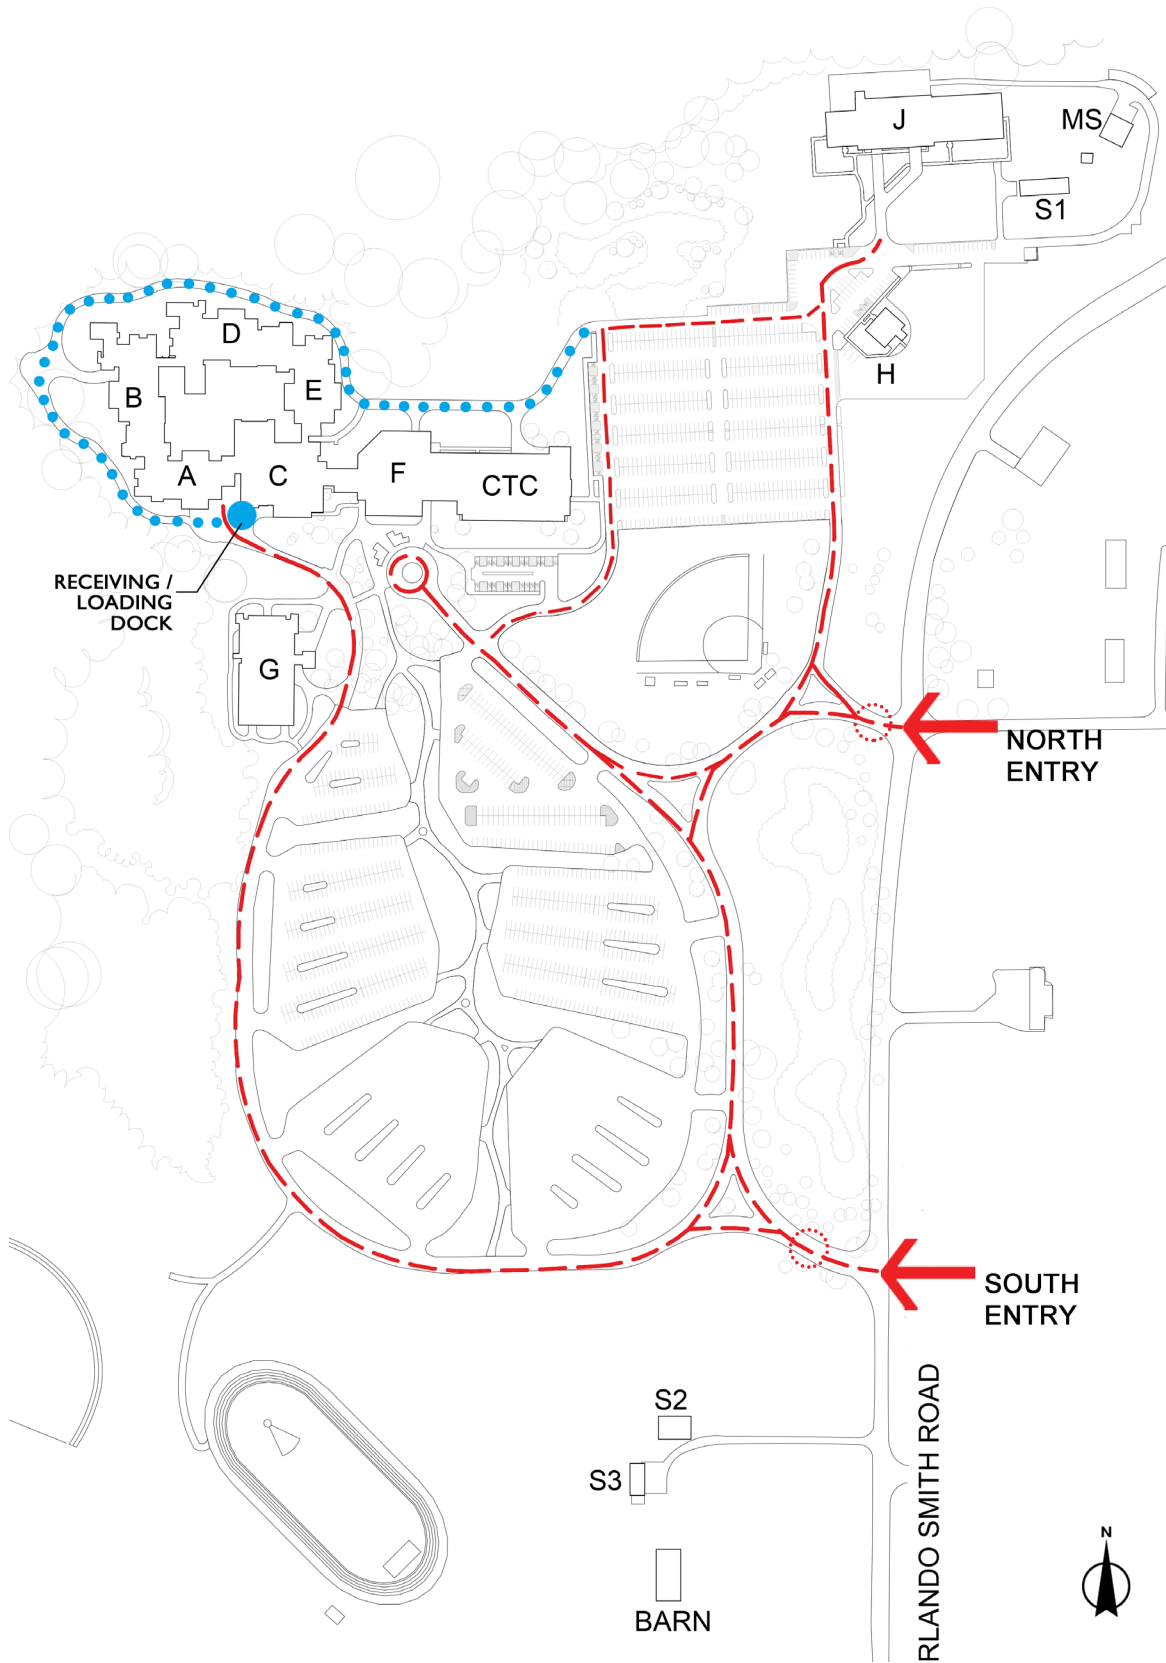 J
MS
S1
H
D
B
E
A
C
F
CTC
RECEIVING /
LOADING
DOCK
G
NORTH
ENTRY
SOUTH
ENTRY
S2
S3
BARN
RLANDO SMITH ROAD
N